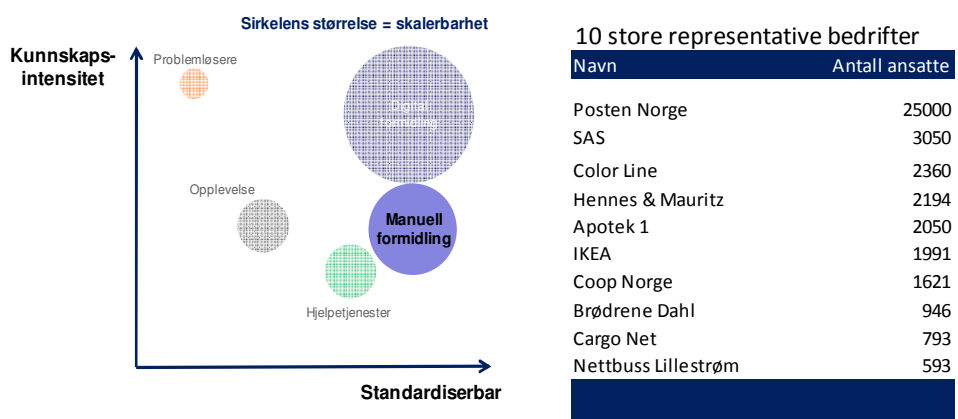 Sirkelens størrelse = skalerbarhet
Kunnskaps-
intensitet
Problemløsere
Digital
formidling
Opplevelse
Manuell
formidling
Hjelpetjenester
Standardiserbar
10 store representative bedrifter
Navn Antall ansatte
Posten Norge 25000
SAS 3050
Color Line 2360
Hennes & Mauritz 2194
Apotek 1 2050
IKEA 1991
Coop Norge 1621
Brødrene Dahl 946
Cargo Net 793
Nettbuss Lillestrøm 593